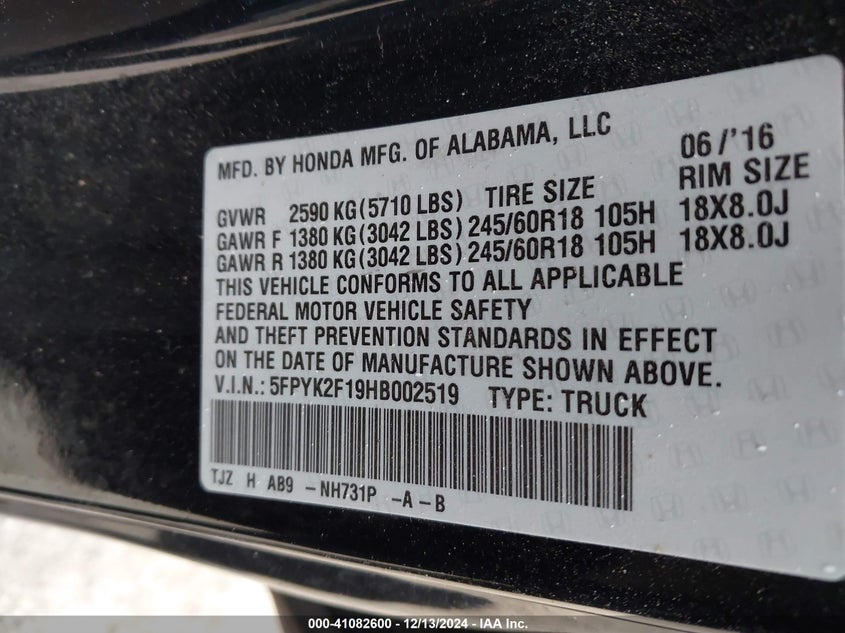 MFD. BY HONDA MFG. OF ALABAMA, LLC 06/'16
GVWR 2590 KG(5710 LBS) TIRE SIZE RIM SIZE
GAWR F 1380 KG(3042 LBS) 245/60R18 105H 18X8.0J
GAWR R 1380 KG(3042 LBS) 245/60R18 105H 18X8.0J
THIS VEHICLE CONFORMS TO ALL APPLICABLE
FEDERAL MOTOR VEHICLE SAFETY
AND THEFT PREVENTION STANDARDS IN EFFECT
ON THE DATE OF MANUFACTURE SHOWN ABOVE.
V.I.N.: 5FPYK2F19HB002519 TYPE: TRUCK
TJZ H AB9 -NH731P -A-B
000-41082600 - 12/13/2024 - IAA Inc.